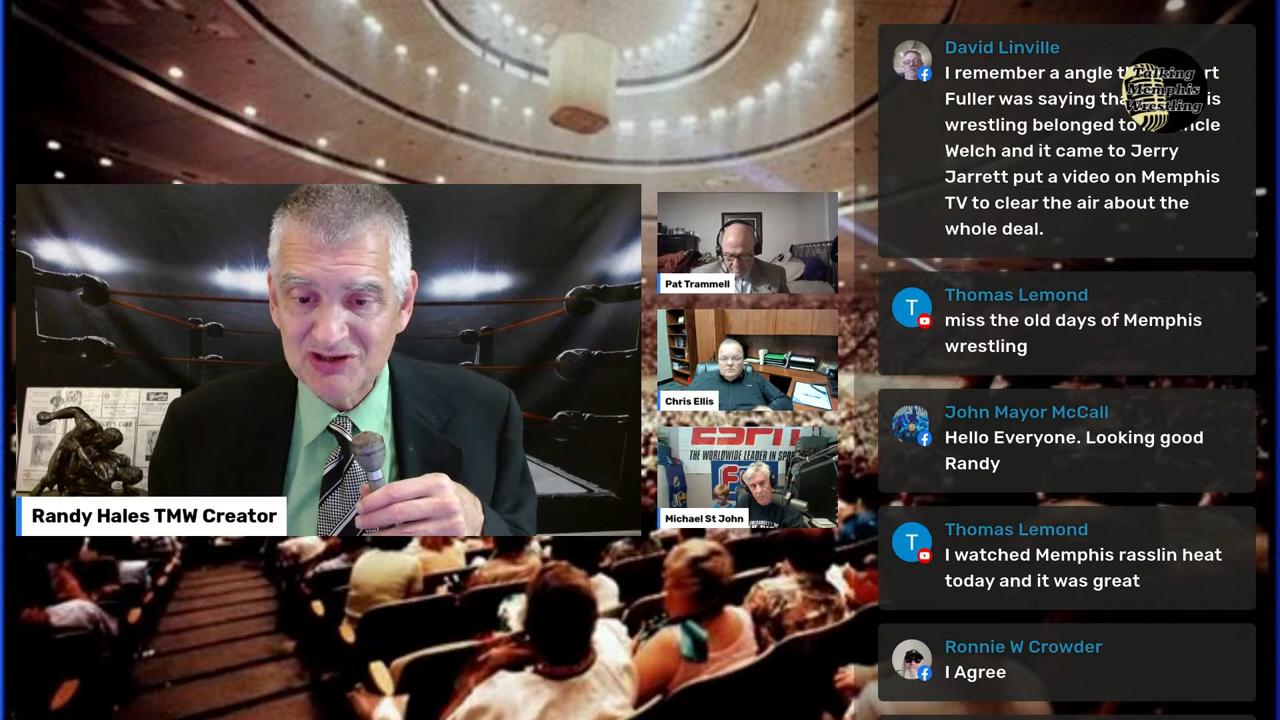 Randy Hales TMW Creator
Pat Trammell
Chris Ellis
ESPN
THE WORLDWIDE LEADER IN
Michael St John
David Linville
I remember a angle
Fuller was saying is
wrestling belonged to
Welch and it came to Jerry
Jarrett put a video on Memphis
TV to clear the air about the
whole deal.
Talking
Memphis
Wrestling
Thomas Lemond
miss the old days of Memphis
wrestling
John Mayor McCall
Hello Everyone. Looking good
Randy
Thomas Lemond
I watched Memphis rasslin heat
today and it was great
Ronnie W Crowder
I Agree
T
T